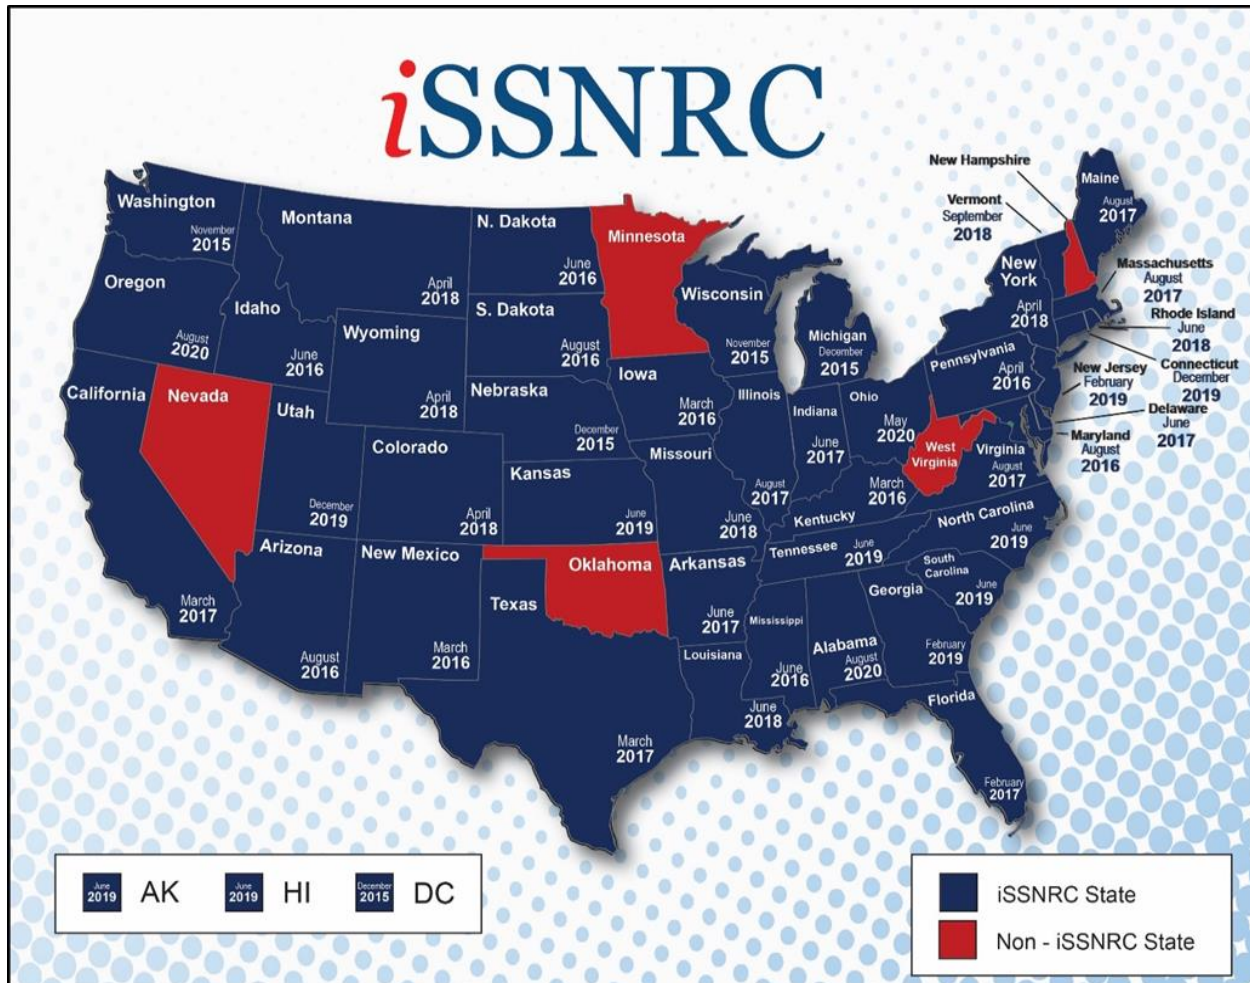 iSSNRC
Washington
November
2015
Oregon
August
2020
California
March
2017
Nevada
Idaho
June
2016
Montana
April
2018
Wyoming
April
2018
Utah
December
2019
Arizona
August
2016
Colorado
April
2018
New Mexico
March
2016
N. Dakota
June
2016
S. Dakota
August
2016
Nebraska
December
2015
Kansas
June
2019
Oklahoma
Texas
March
2017
Minnesota
Iowa
March
2016
Missouri
June
2018
Arkansas
June
2017
Louisiana
June
2018
Wisconsin
November
2015
Illinois
August
2017
Michigan
December
2015
Indiana
June
2017
Ohio
May
2020
Kentucky
March
2016
Tennessee
June
2019
Mississippi
June
2016
Alabama
August
2020
Georgia
February
2019
Florida
February
2017
South
Carolina
June
2019
North Carolina
June
2019
West
Virginia
Virginia
August
2017
Pennsylvania
April
2016
New
York
April
2018
New Hampshire
Vermont
September
2018
Maine
August
2017
Massachusetts
August
2017
Rhode Island
June
2018
Connecticut
December
2019
New Jersey
February
2019
Delaware
June
2017
Maryland
August
2016
June
2019
AK
June
2019
HI
December
2015
DC
iSSNRC State
Non - iSSNRC State